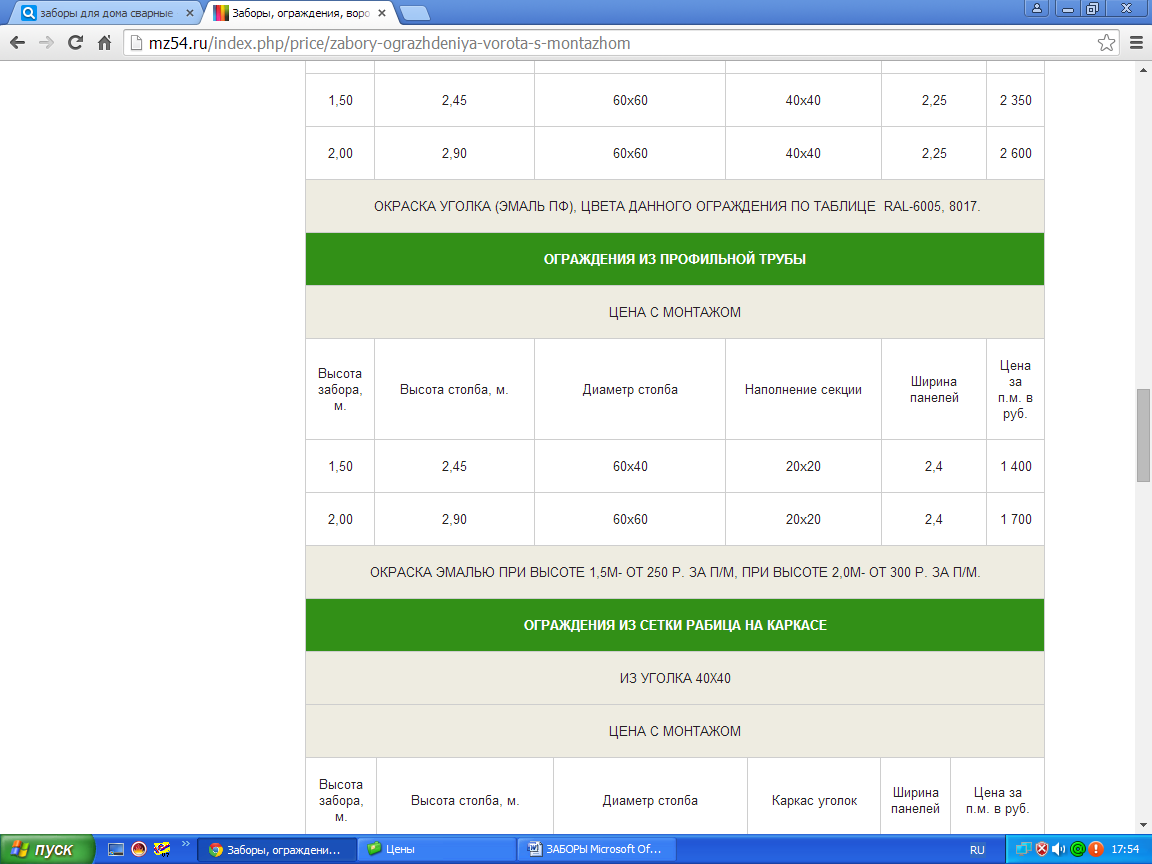 заборы для дома сварные
Заборы, ограждения, воро
mz54.ru/index.php/price/zabory-ograzhdeniya-vorota-s-montazhom
1,50 2,45 60х60 40х40 2,25 2 350
2,00 2,90 60х60 40х40 2,25 2 600
ОКРАСКА УГОЛКА (ЭМАЛЬ ПФ), ЦВЕТА ДАННОГО ОГРАЖДЕНИЯ ПО ТАБЛИЦЕ RAL-6005, 8017.
ОГРАЖДЕНИЯ ИЗ ПРОФИЛЬНОЙ ТРУБЫ
ЦЕНА С МОНТАЖОМ
Высота забора, м. Высота столба, м. Диаметр столба Наполнение секции Ширина панелей Цена за п.м. в руб.
1,50 2,45 60х40 20х20 2,4 1 400
2,00 2,90 60х60 20х20 2,4 1 700
ОКРАСКА ЭМАЛЬЮ ПРИ ВЫСОТЕ 1,5М- ОТ 250 Р. ЗА П/М, ПРИ ВЫСОТЕ 2,0М- ОТ 300 Р. ЗА П/М.
ОГРАЖДЕНИЯ ИЗ СЕТКИ РАБИЦА НА КАРКАСЕ
ИЗ УГОЛКА 40Х40
ЦЕНА С МОНТАЖОМ
Высота забора, м. Высота столба, м. Диаметр столба Каркас уголок Ширина панелей Цена за п.м. в руб.
пуск Заборы, ограждени... Цены ЗАБОРЫ Microsoft Of... RU 17:54